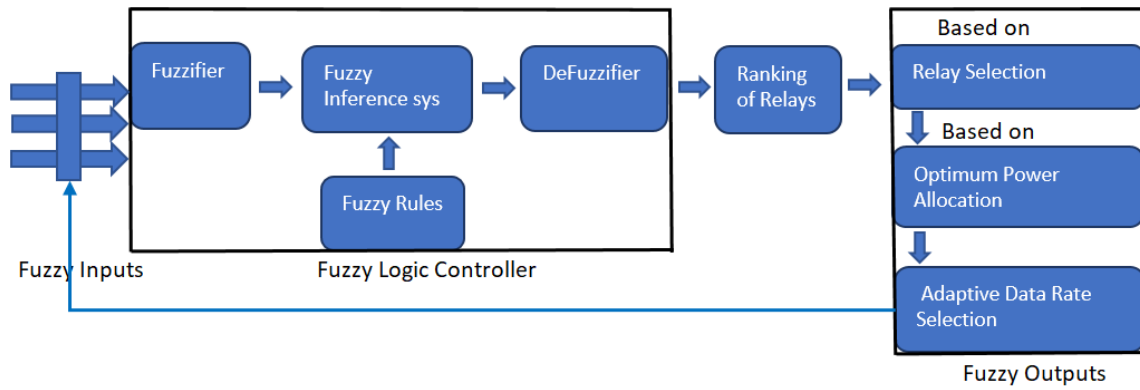 Based on
Fuzzifier
Fuzzy
Inference sys
DeFuzzifier
Ranking
of Relays
Relay Selection
Based on
Fuzzy Rules
Optimum Power
Allocation
Fuzzy Inputs
Fuzzy Logic Controller
Adaptive Data Rate
Selection
Fuzzy Outputs